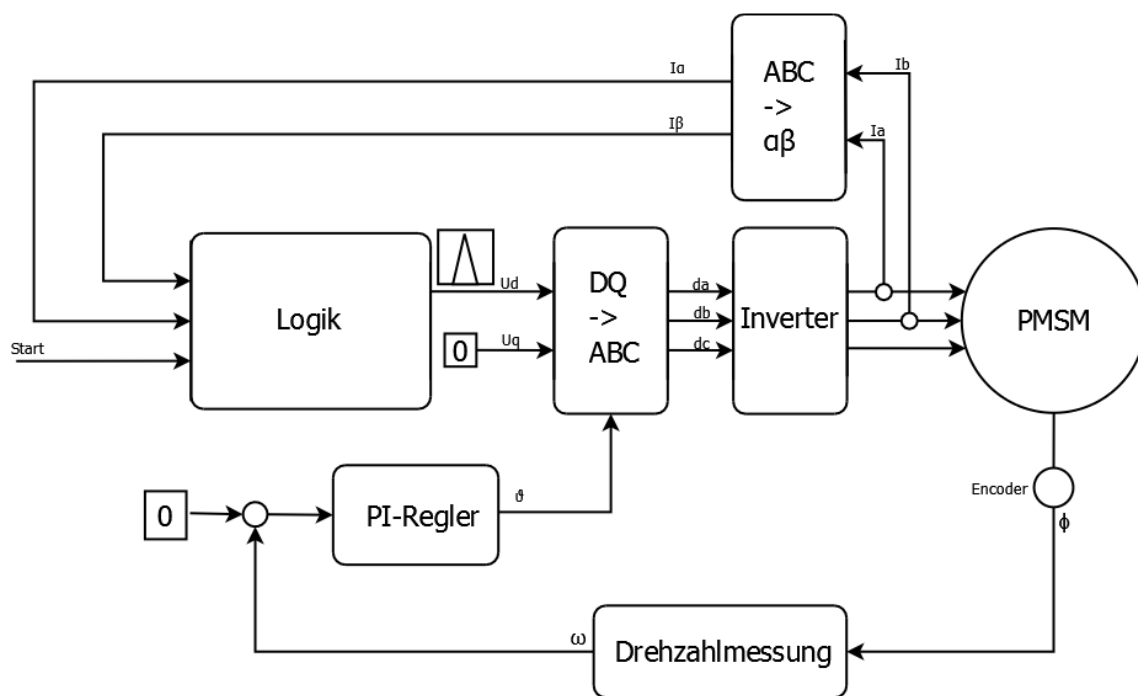 Iα
Iβ
ABC
->
αβ
Ib
Ia
Start
Logik
Ud
0
Uq
DQ
->
ABC
da
db
dc
Inverter
PMSM
Encoder
ϕ
0
PI-Regler
ϑ
ω
Drehzahlmessung